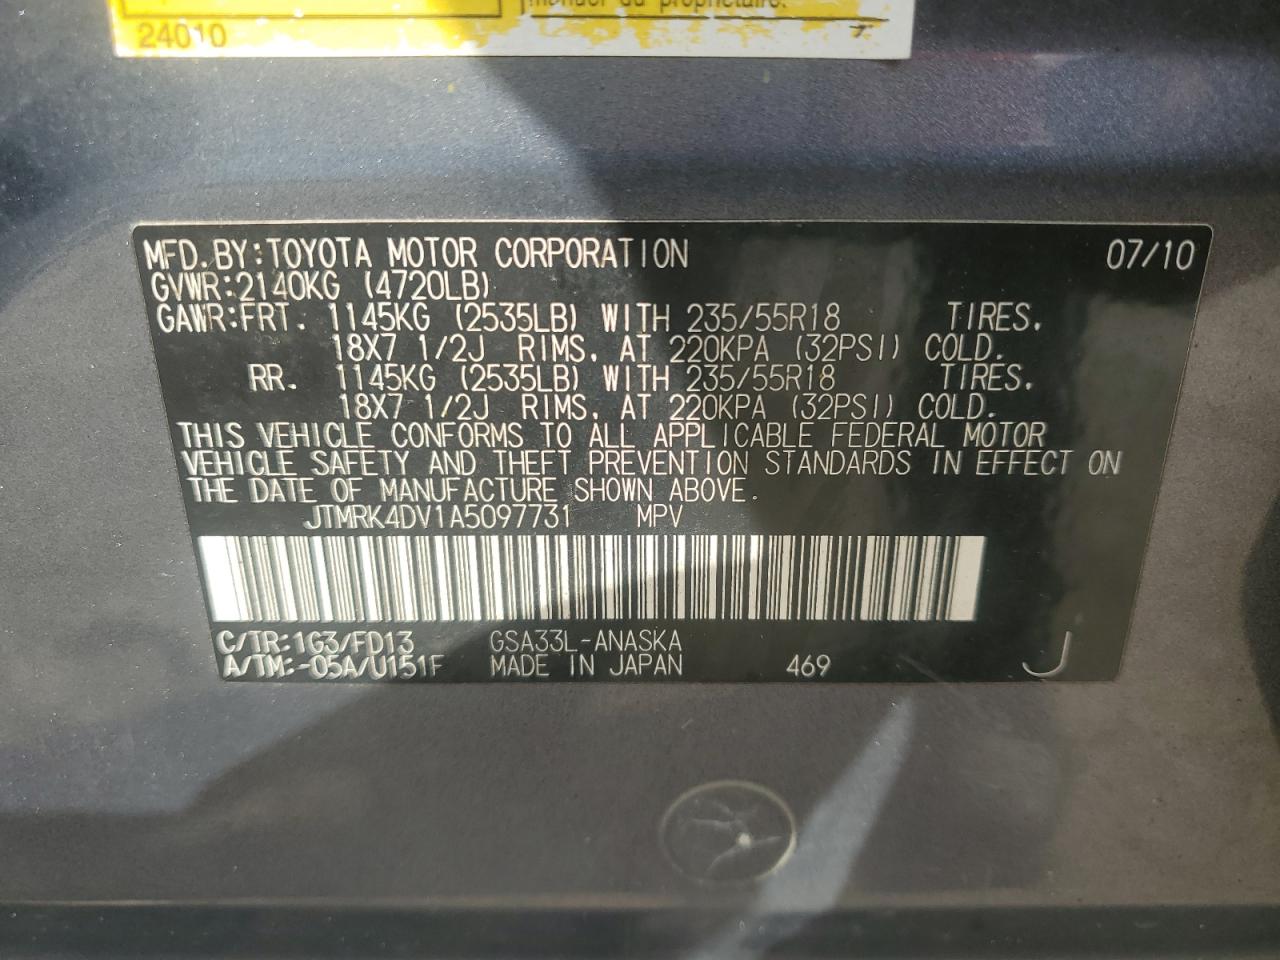 manuel du propriétaire.
24010
MFD. BY: TOYOTA MOTOR CORPORATION 07/10
GVWR: 2140KG (4720LB)
GAWR: FRT. 1145KG (2535LB) WITH 235/55R18 TIRES.
18X7 1/2J RIMS, AT 220KPA (32PSI) COLD.
RR. 1145KG (2535LB) WITH 235/55R18 TIRES.
18X7 1/2J RIMS, AT 220KPA (32PSI) COLD.
THIS VEHICLE CONFORMS TO ALL APPLICABLE FEDERAL MOTOR
VEHICLE SAFETY AND THEFT PREVENTION STANDARDS IN EFFECT ON
THE DATE OF MANUFACTURE SHOWN ABOVE.
JTMRK4DV1A5097731 MPV
C/TR: 1G3/FD13 GSA33L-ANASKA
A/TM: -05A/U151F MADE IN JAPAN 469 J